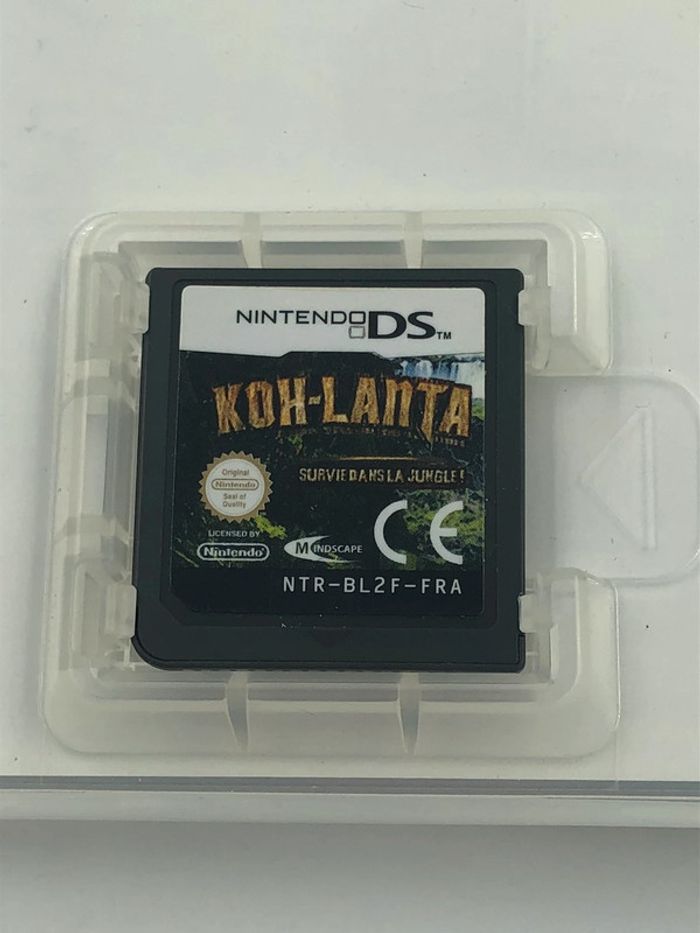 NINTENDO DS™
KOH-LANTA
SURVIE DANS LA JUNGLE!
Original
Nintendo
Seal of
Quality
LICENSED BY
Nintendo®
MINDSCAPE
CE
NTR-BL2F-FRA